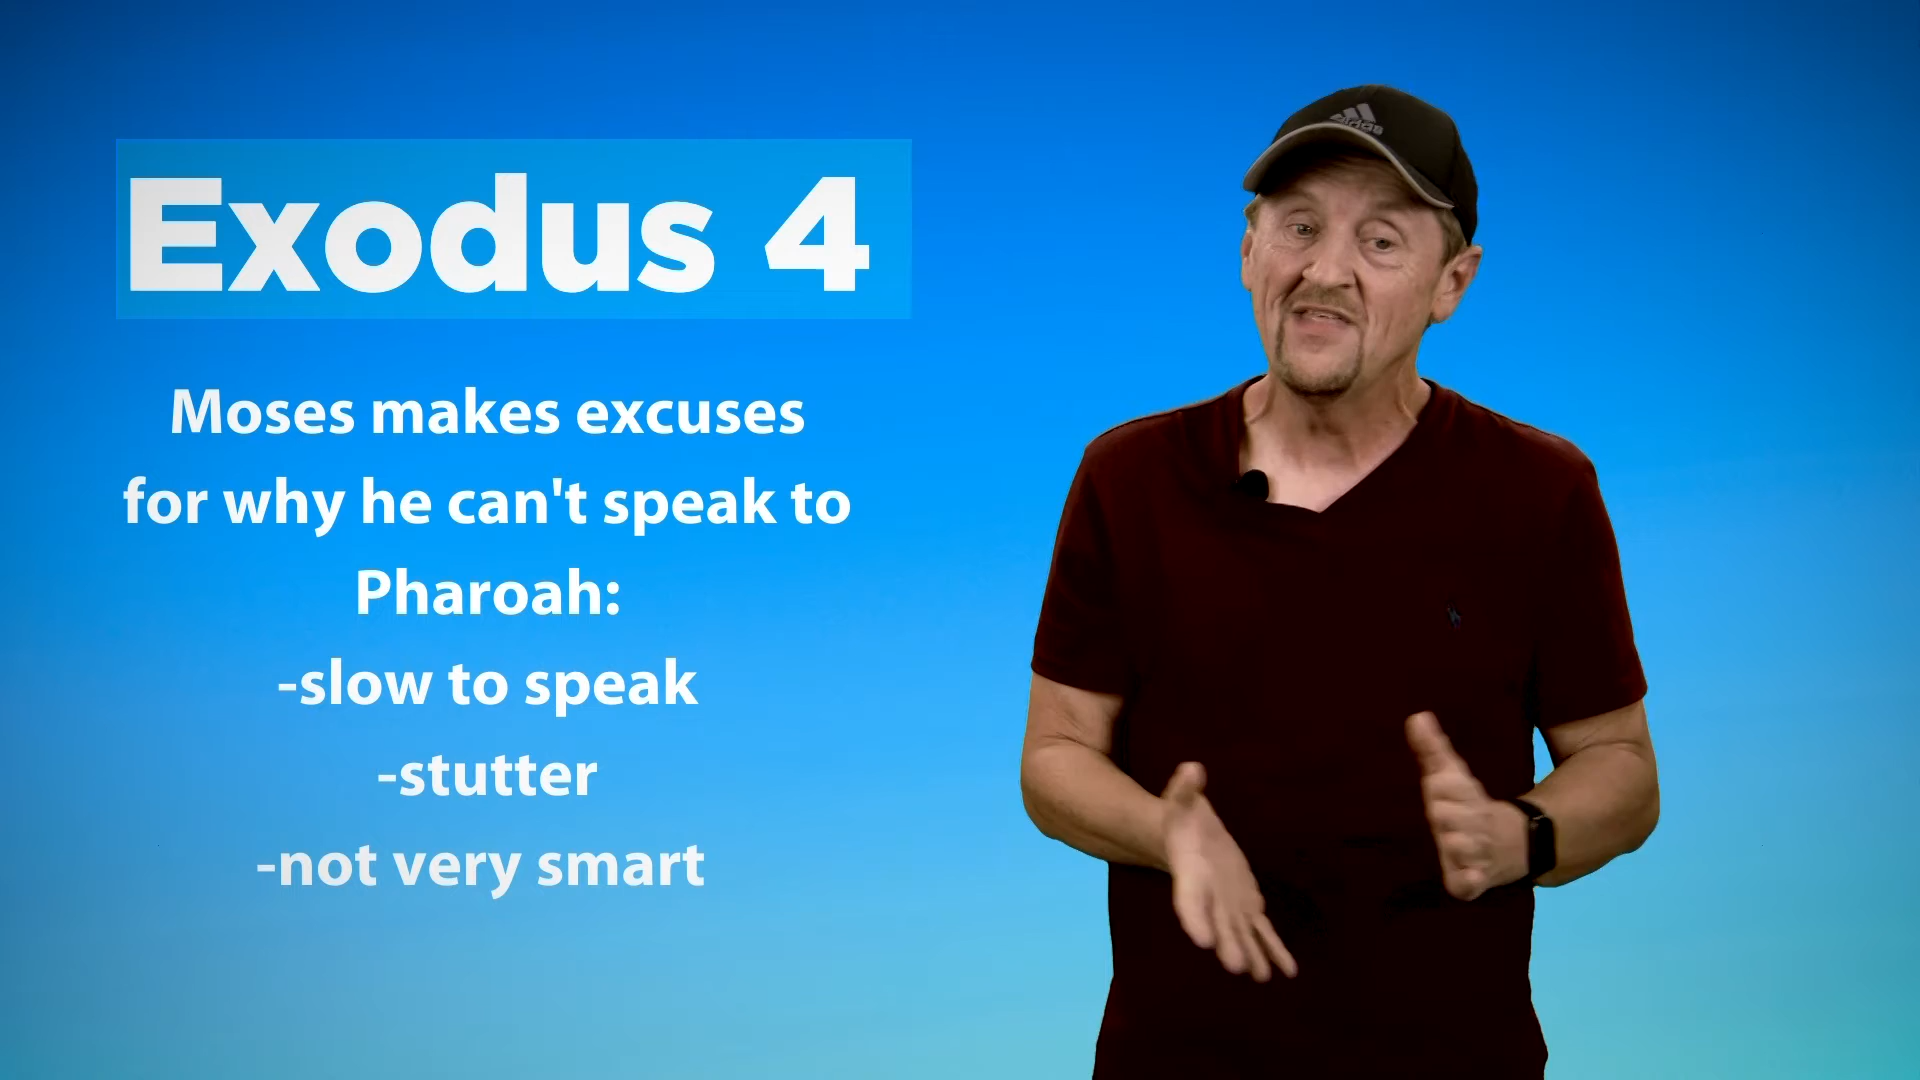 adidas
Exodus 4
Moses makes excuses
for why he can't speak to
Pharoah:
-slow to speak
-stutter
-not very smart